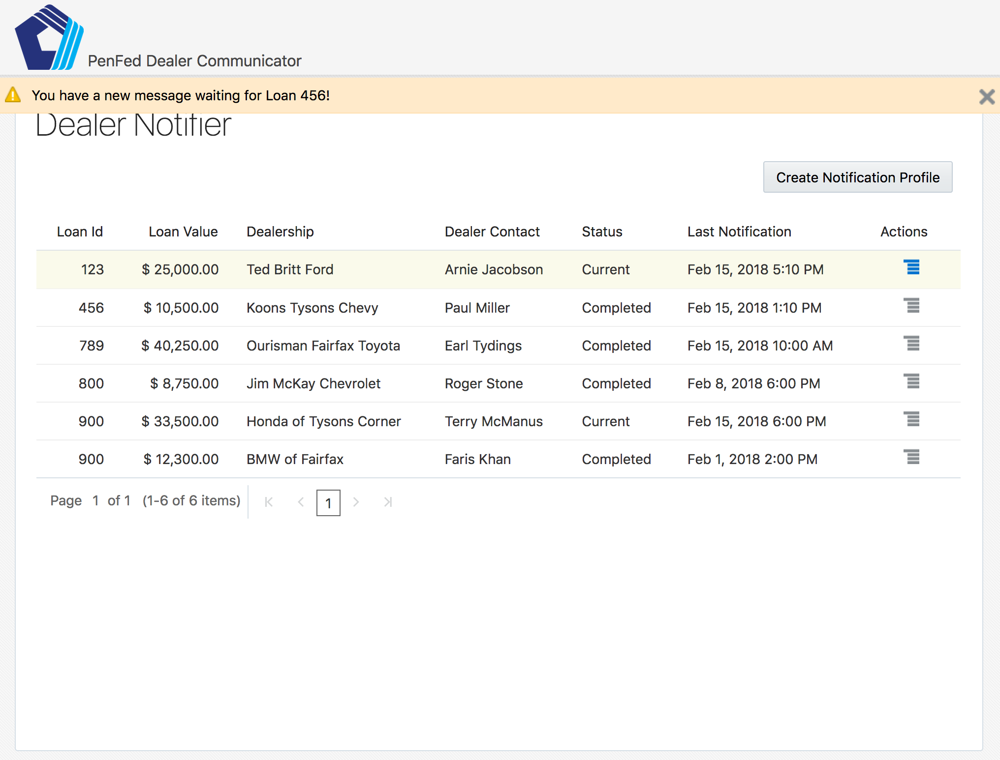 PenFed Dealer Communicator
You have a new message waiting for Loan 456!
Dealer Notifier
Create Notification Profile
Loan Id Loan Value Dealership Dealer Contact Status Last Notification Actions
123 $ 25,000.00 Ted Britt Ford Arnie Jacobson Current Feb 15, 2018 5:10 PM
456 $ 10,500.00 Koons Tysons Chevy Paul Miller Completed Feb 15, 2018 1:10 PM
789 $ 40,250.00 Ourisman Fairfax Toyota Earl Tydings Completed Feb 15, 2018 10:00 AM
800 $ 8,750.00 Jim McKay Chevrolet Roger Stone Completed Feb 8, 2018 6:00 PM
900 $ 33,500.00 Honda of Tysons Corner Terry McManus Current Feb 15, 2018 6:00 PM
900 $ 12,300.00 BMW of Fairfax Faris Khan Completed Feb 1, 2018 2:00 PM
Page 1 of 1 (1-6 of 6 items) 1